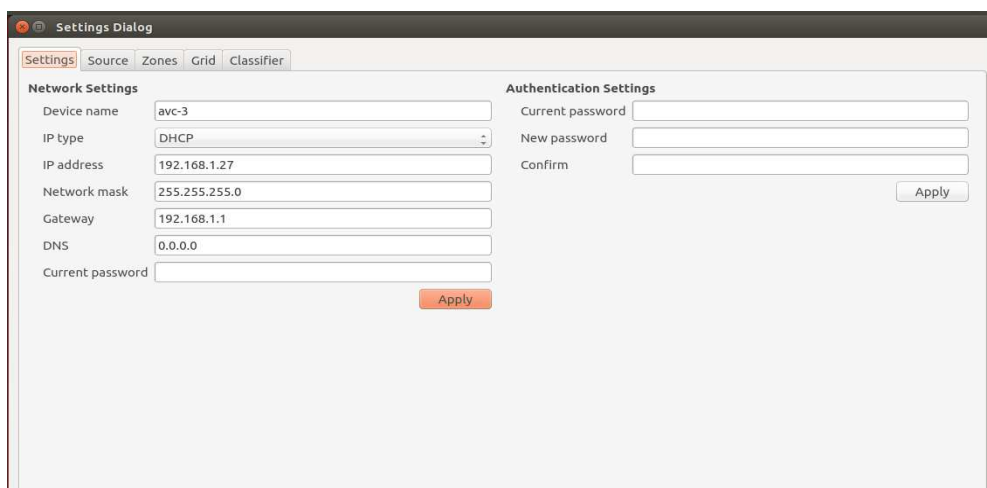 Settings Dialog
Settings Source Zones Grid Classifier
Network Settings
Device name avc-3
IP type DHCP
IP address 192.168.1.27
Network mask 255.255.255.0
Gateway 192.168.1.1
DNS 0.0.0.0
Current password
Apply
Authentication Settings
Current password
New password
Confirm
Apply